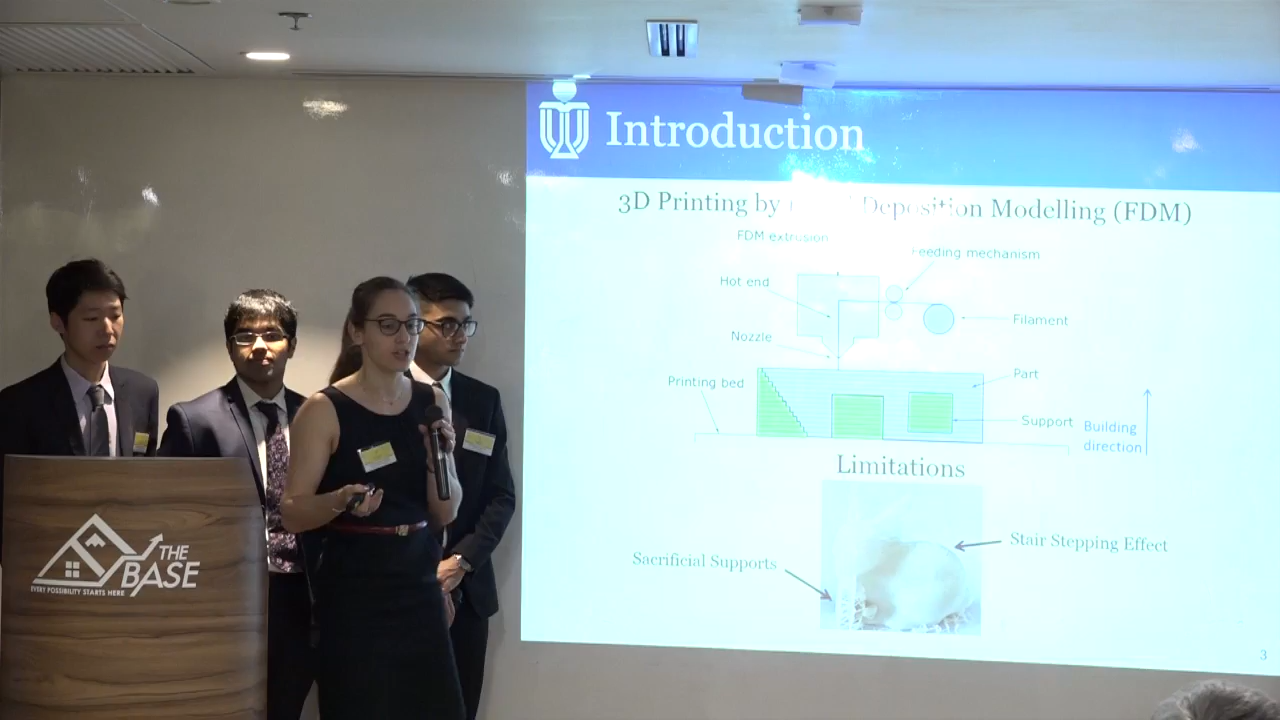 Introduction
3D Printing by Deposition Modelling (FDM)
FDM extrusion
Feeding mechanism
Hot end
Filament
Nozzle
Part
Printing bed
Support
Building
direction
Limitations
Stair Stepping Effect
Sacrificial Supports
3
THE
BASE
EVERY POSSIBILITY STARTS HERE